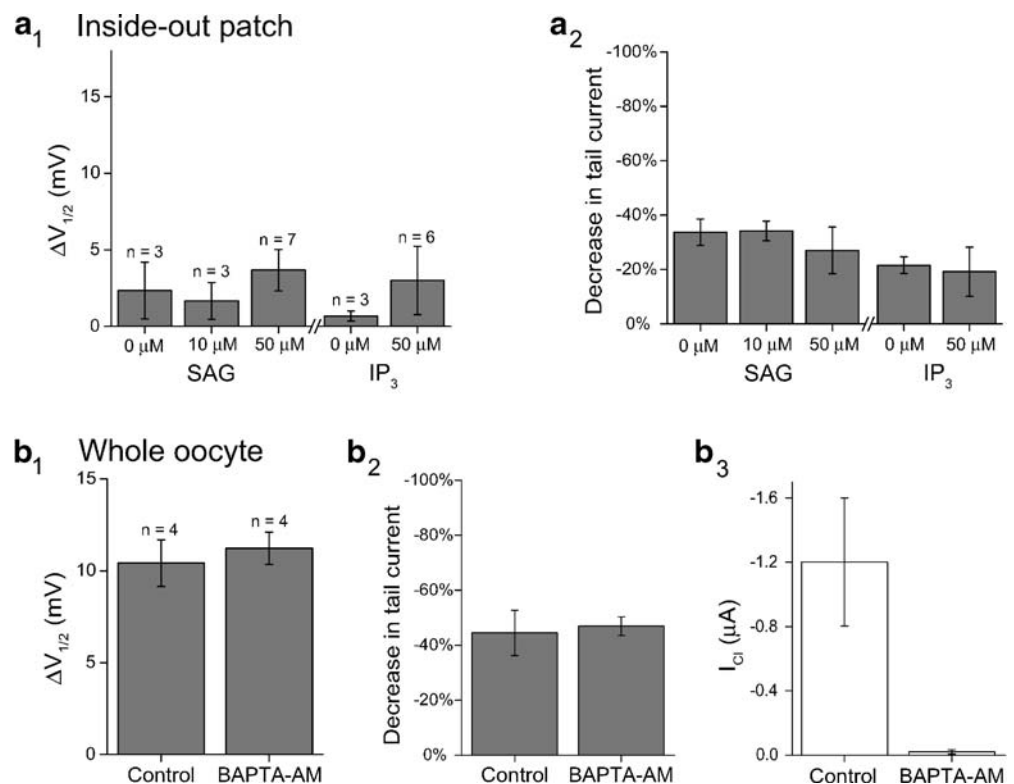 a1 Inside-out patch
ΔV1/2 (mV)
15
10
5
0
n = 3
n = 3
n = 7
n = 3
n = 6
0 μM 10 μM 50 μM // 0 μM 50 μM
SAG IP3
a2
Decrease in tail current
-100%
-80%
-60%
-40%
-20%
0%
0 μM 10 μM 50 μM // 0 μM 50 μM
SAG IP3
b1 Whole oocyte
ΔV1/2 (mV)
15
10
5
0
n = 4
n = 4
Control BAPTA-AM
b2
Decrease in tail current
-100%
-80%
-60%
-40%
-20%
0%
Control BAPTA-AM
b3
ICl (μA)
-1.6
-1.2
-0.8
-0.4
0.0
Control BAPTA-AM